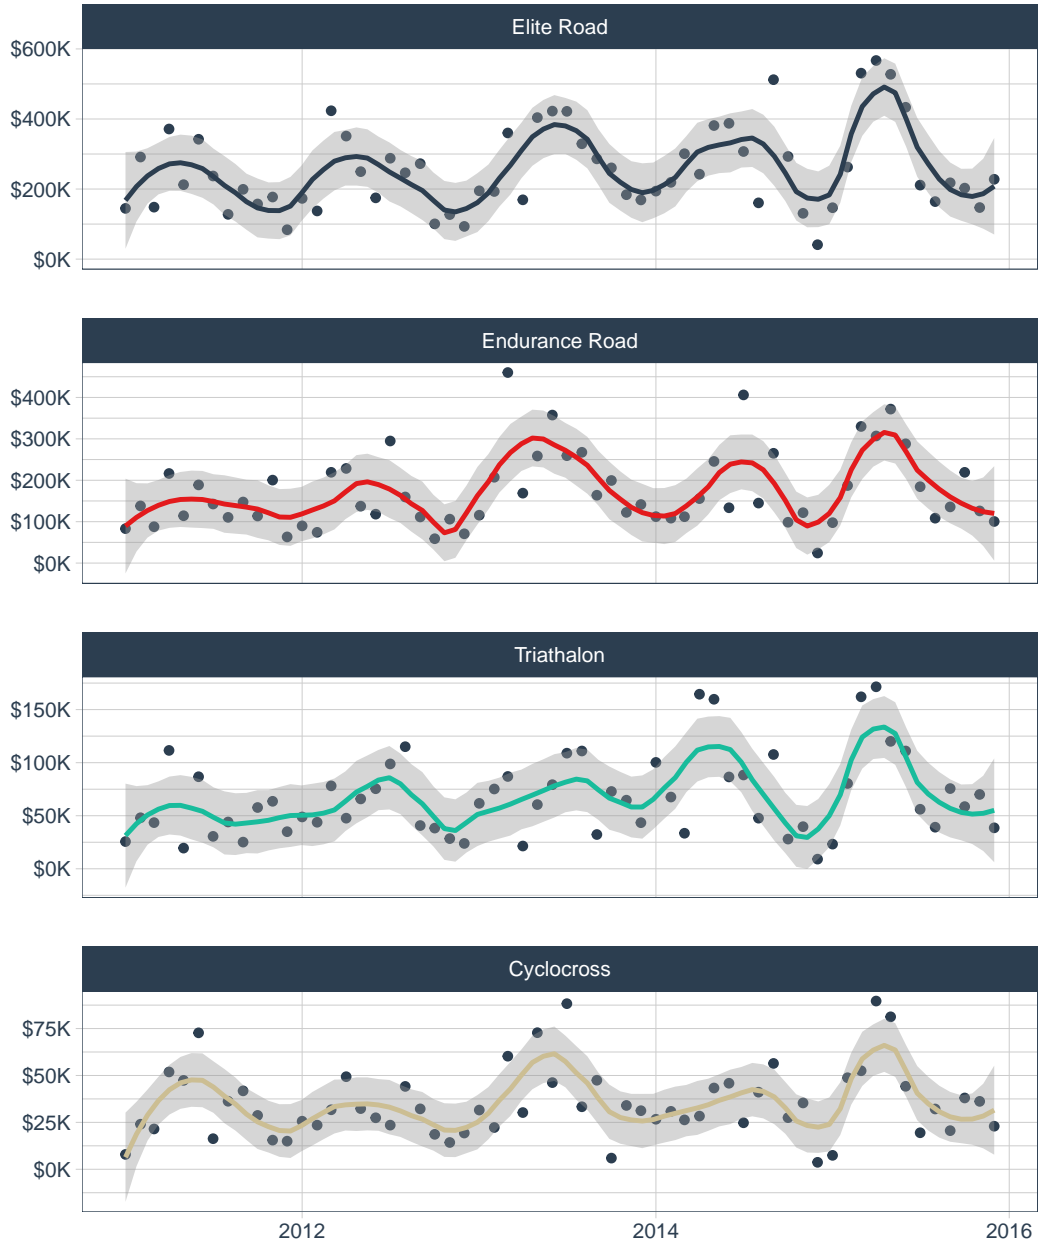 Elite Road
$600K
$400K
$200K
$0K
Endurance Road
$400K
$300K
$200K
$100K
$0K
Triathalon
$150K
$100K
$50K
$0K
Cyclocross
$75K
$50K
$25K
$0K
2012 2014 2016